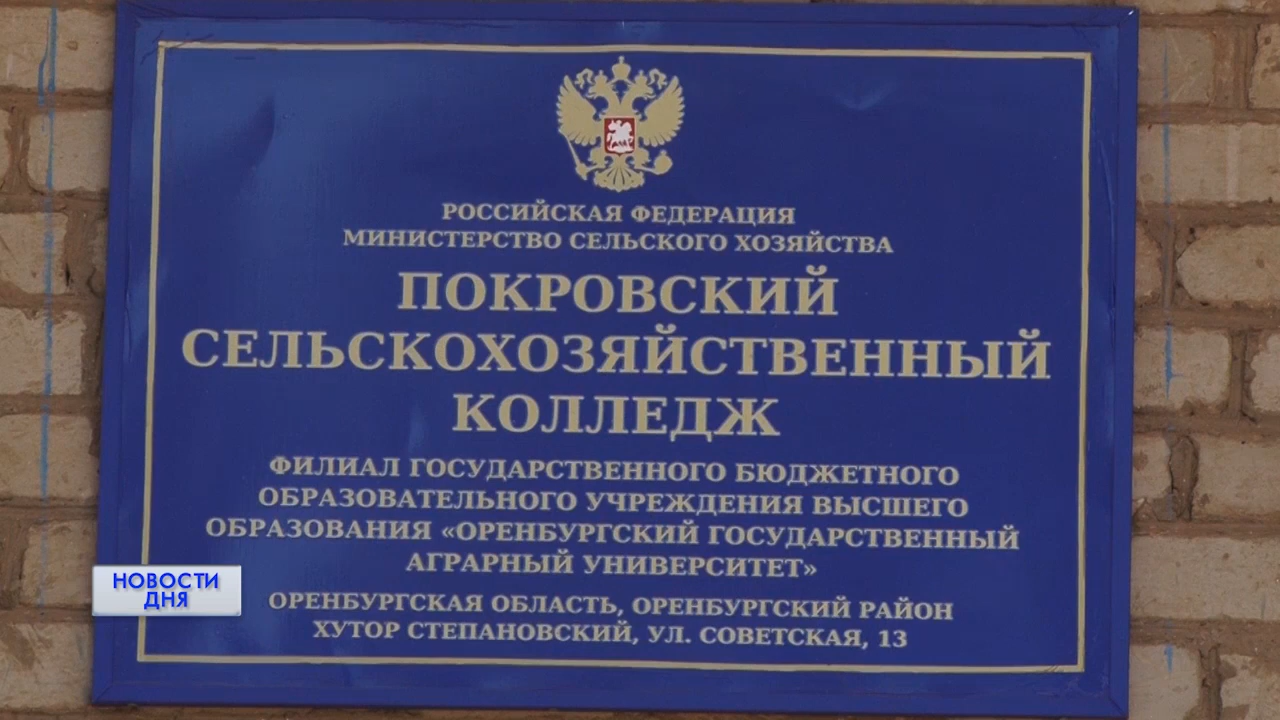 РОССИЙСКАЯ ФЕДЕРАЦИЯ
МИНИСТЕРСТВО СЕЛЬСКОГО ХОЗЯЙСТВА
ПОКРОВСКИЙ
СЕЛЬСКОХОЗЯЙСТВЕННЫЙ
КОЛЛЕДЖ
ФИЛИАЛ ГОСУДАРСТВЕННОГО БЮДЖЕТНОГО
ОБРАЗОВАТЕЛЬНОГО УЧРЕЖДЕНИЯ ВЫСШЕГО
ОБРАЗОВАНИЯ «ОРЕНБУРГСКИЙ ГОСУДАРСТВЕННЫЙ
АГРАРНЫЙ УНИВЕРСИТЕТ»
ОРЕНБУРГСКАЯ ОБЛАСТЬ, ОРЕНБУРГСКИЙ РАЙОН
ХУТОР СТЕПАНОВСКИЙ, УЛ. СОВЕТСКАЯ, 13
НОВОСТИ
ДНЯ